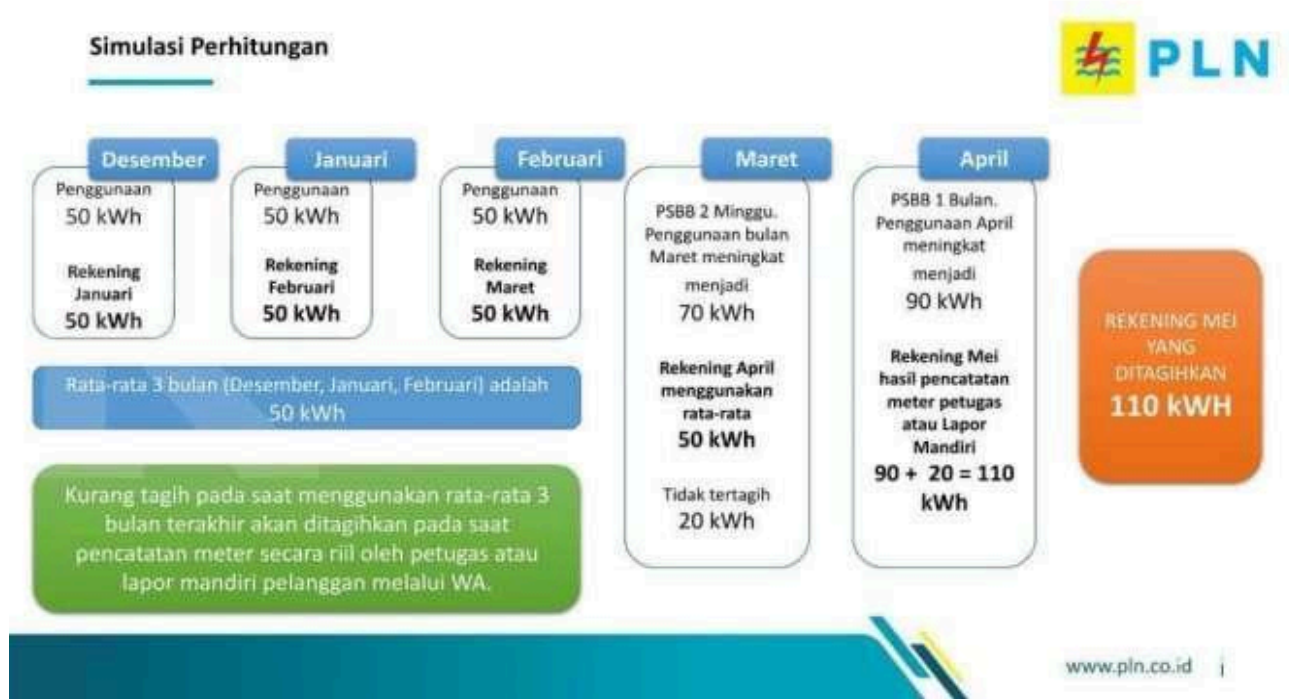 Simulasi Perhitungan
PLN
Desember
Penggunaan
50 kWh
Rekening
Januari
50 kWh
Januari
Penggunaan
50 kWh
Rekening
Februari
50 kWh
Februari
Penggunaan
50 kWh
Rekening
Maret
50 kWh
Maret
PSBB 2 Minggu.
Penggunaan bulan
Maret meningkat
menjadi
70 kWh
Rekening April
menggunakan
rata-rata
50 kWh
Tidak tertagih
20 kWh
April
PSBB 1 Bulan.
Penggunaan April
meningkat
menjadi
90 kWh
Rekening Mei
hasil pencatatan
meter petugas
atau Lapor
Mandiri
90 + 20 = 110
kWh
REKENING MEI
YANG
DITAGIHKAN
110 kWH
Rata-rata 3 bulan (Desember, Januari, Februari) adalah
50 kWh
Kurang tagih pada saat menggunakan rata-rata 3
bulan terakhir akan ditagihkan pada saat
pencatatan meter secara riil oleh petugas atau
lapor mandiri pelanggan melalui WA.
www.pln.co.id